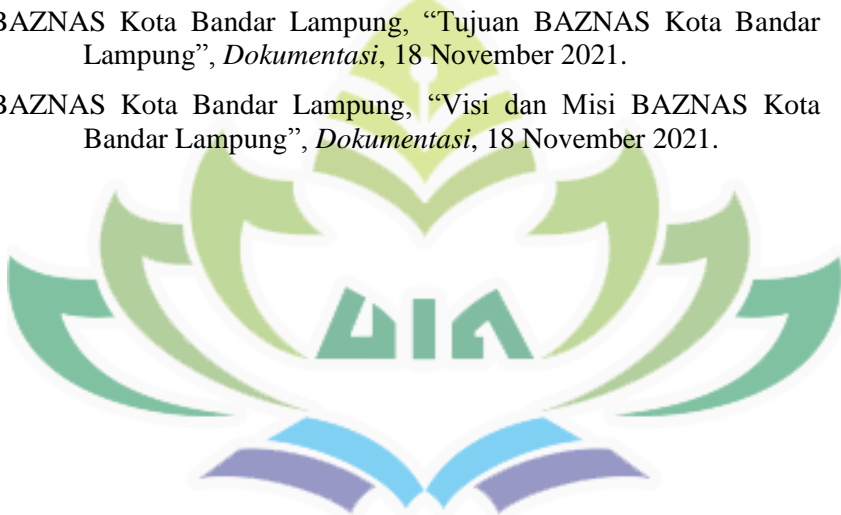 BAZNAS Kota Bandar Lampung, “Tujuan BAZNAS Kota Bandar
Lampung”, Dokumentasi, 18 November 2021.
BAZNAS Kota Bandar Lampung, “Visi dan Misi BAZNAS Kota
Bandar Lampung”, Dokumentasi, 18 November 2021.
UIN